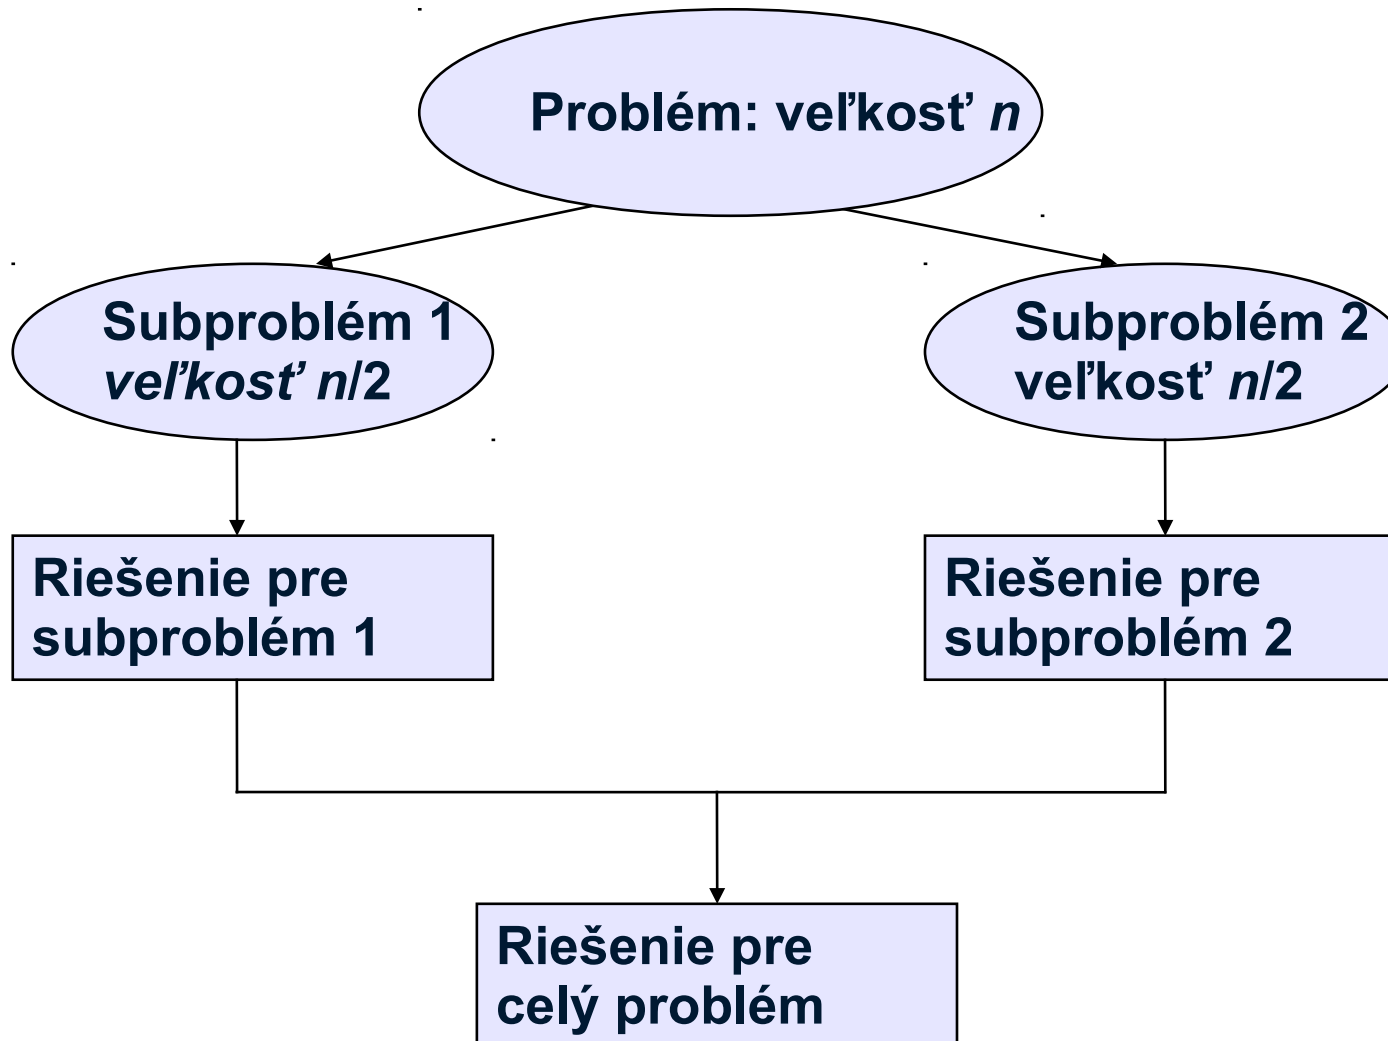 Problém: veľkosť n
Subproblém 1
veľkosť n/2
Subproblém 2
veľkosť n/2
Riešenie pre
subproblém 1
Riešenie pre
subproblém 2
Riešenie pre
celý problém